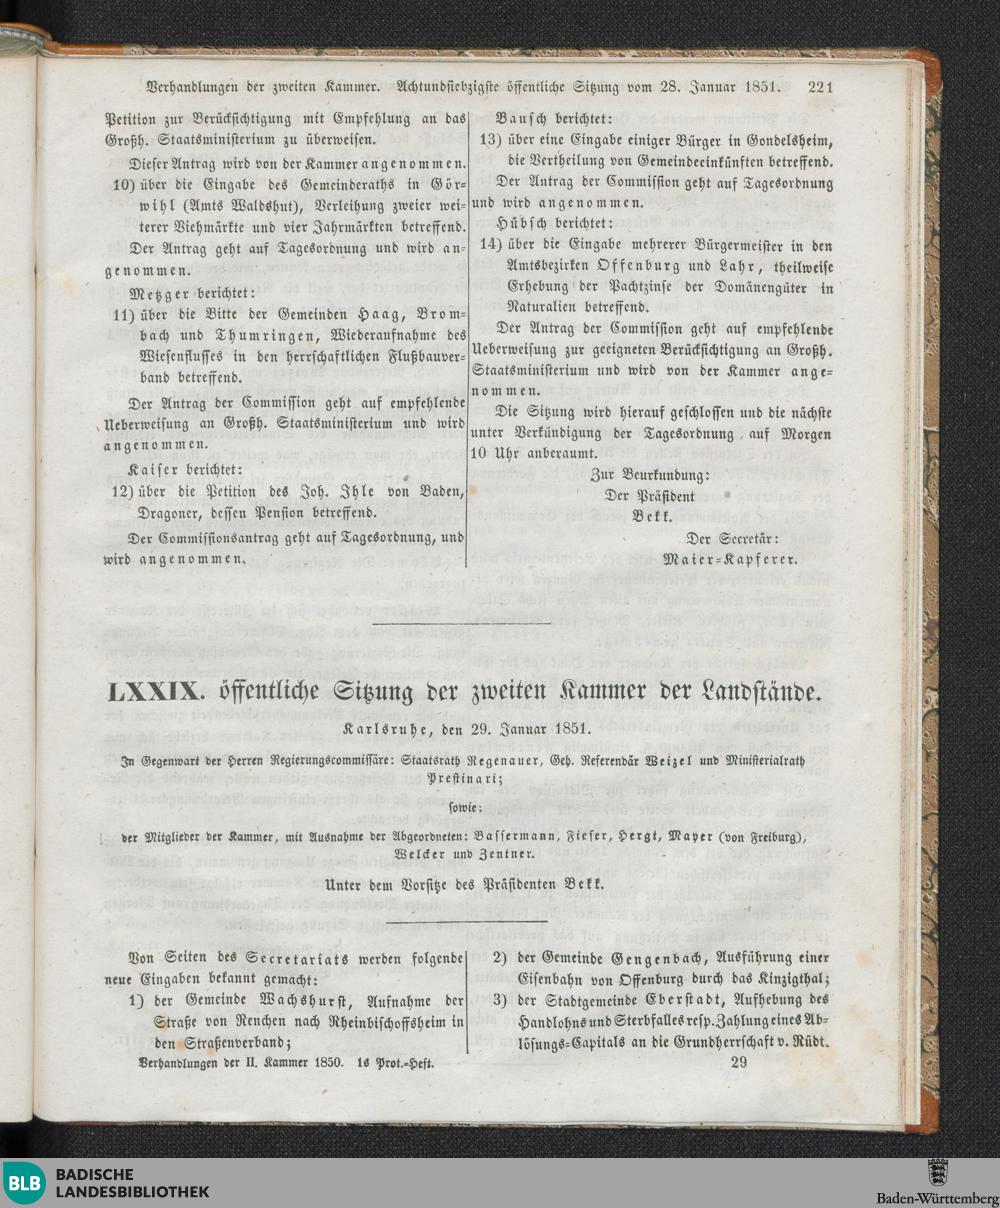 Verhandlungen der zweiten Kammer. Achtundsiebzigste öffentliche Sitzung vom 28. Januar 1851. 221
Petition zur Berücksichtigung mit Empfehlung an das
Großh. Staatsministerium zu überweisen.
Dieser Antrag wird von der Kammer angenommen.
10) über die Eingabe des Gemeinderaths in Gör-
wihl (Amts Waldshut), Verleihung zweier wei-
terer Viehmärkte und vier Jahrmärkten betreffend.
Der Antrag geht auf Tagesordnung und wird an-
genommen.
Metzger berichtet:
11) über die Bitte der Gemeinden Haag, Brom-
bach und Thumringen, Wiederaufnahme des
Wiesenflusses in den herrschaftlichen Flußbauver-
band betreffend.
Der Antrag der Commission geht auf empfehlende
Ueberweisung an Großh. Staatsministerium und wird
angenommen.
Kaiser berichtet:
12) über die Petition des Joh. Ihle von Baden,
Dragoner, dessen Pension betreffend.
Der Commissionsantrag geht auf Tagesordnung, und
wird angenommen.
Bausch berichtet:
13) über eine Eingabe einiger Bürger in Gondelsheim,
die Vertheilung von Gemeindeeinkünften betreffend.
Der Antrag der Commission geht auf Tagesordnung
und wird angenommen.
Hübsch berichtet:
14) über die Eingabe mehrerer Bürgermeister in den
Amtsbezirken Offenburg und Lahr, theilweise
Erhebung der Pachtzinse der Domänengüter in
Naturalien betreffend.
Der Antrag der Commission geht auf empfehlende
Ueberweisung zur geeigneten Berücksichtigung an Großh.
Staatsministerium und wird von der Kammer ange-
nommen.
Die Sitzung wird hierauf geschlossen und die nächste
unter Verkündigung der Tagesordnung auf Morgen
10 Uhr anberaumt.
Zur Beurkundung:
Der Präsident
Bekk.
Der Secretär:
Maier-Kapferer.
LXXIX. öffentliche Sitzung der zweiten Kammer der Landstände.
Karlsruhe, den 29. Januar 1851.
In Gegenwart der Herren Regierungscommissäre: Staatsrath Regenauer, Geh. Referendär Weizel und Ministerialrath
Prestinari;
sowie:
der Mitglieder der Kammer, mit Ausnahme der Abgeordneten: Bassermann, Fieser, Hergt, Mayer (von Freiburg),
Welcker und Zentner.
Unter dem Vorsitze des Präsidenten Bekk.
Von Seiten des Secretariats werden folgende
neue Eingaben bekannt gemacht:
1) der Gemeinde Wachshurst, Aufnahme der
Straße von Renchen nach Rheinbischoffsheim in
den Straßenverband;
2) der Gemeinde Gengenbach, Ausführung einer
Eisenbahn von Offenburg durch das Kinzigthal;
3) der Stadtgemeinde Eberstadt, Aufhebung des
Handlohns und Sterbfalles resp. Zahlung eines Ab-
lösungs-Capitals an die Grundherrschaft v. Rüdt.
Verhandlungen der II. Kammer 1850. 1s Prot.-Heft. 29
BLB BADISCHE
LANDESBIBLIOTHEK
Baden-Württemberg